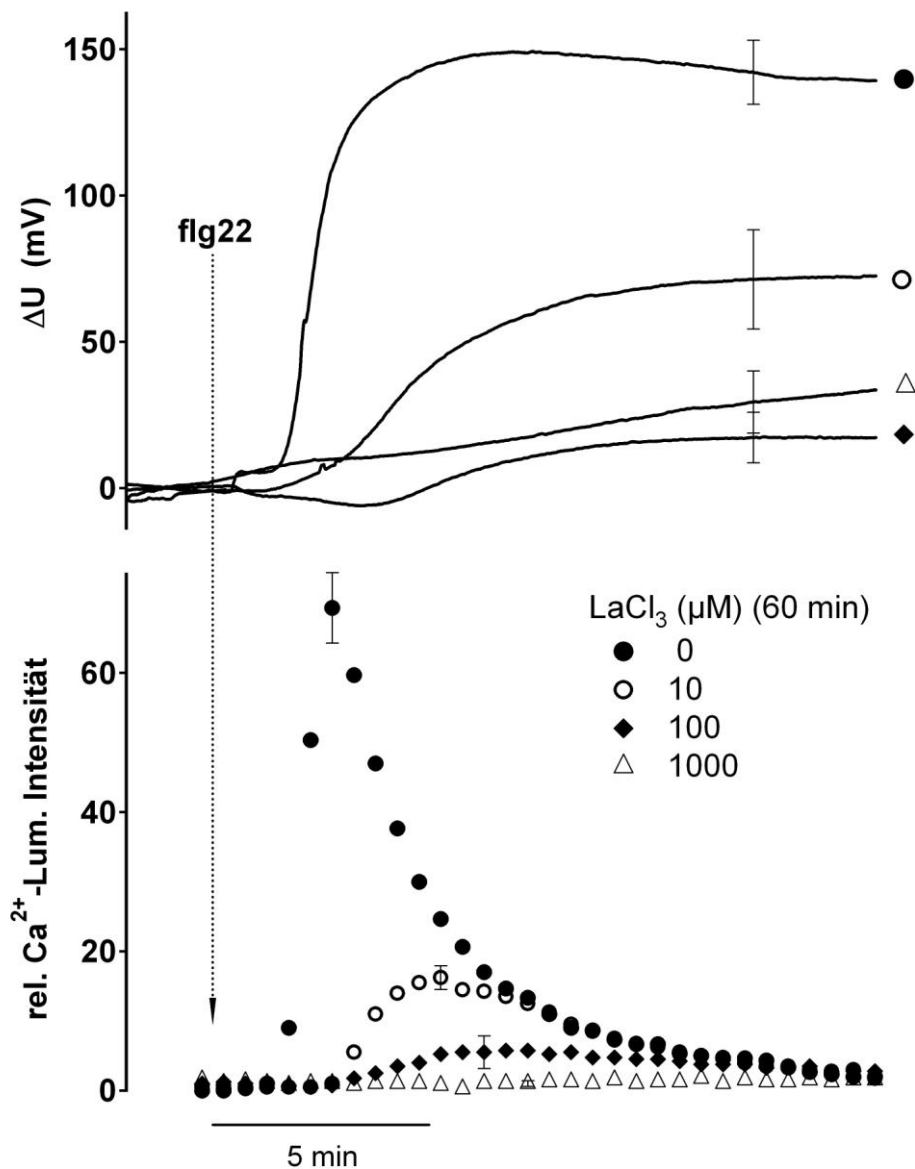 150
100
50
0
ΔU (mV)
flg22
60
40
20
0
rel. Ca²⁺-Lum. Intensität
LaCl₃ (µM) (60 min)
0
10
100
1000
5 min